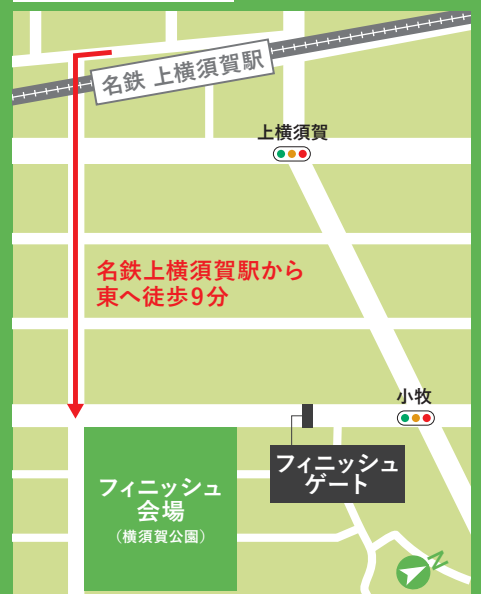 名鉄 上横須賀駅
上横須賀
名鉄上横須賀駅から
東へ徒歩9分
小牧
フィニッシュ
ゲート
フィニッシュ
会場
(横須賀公園)
N